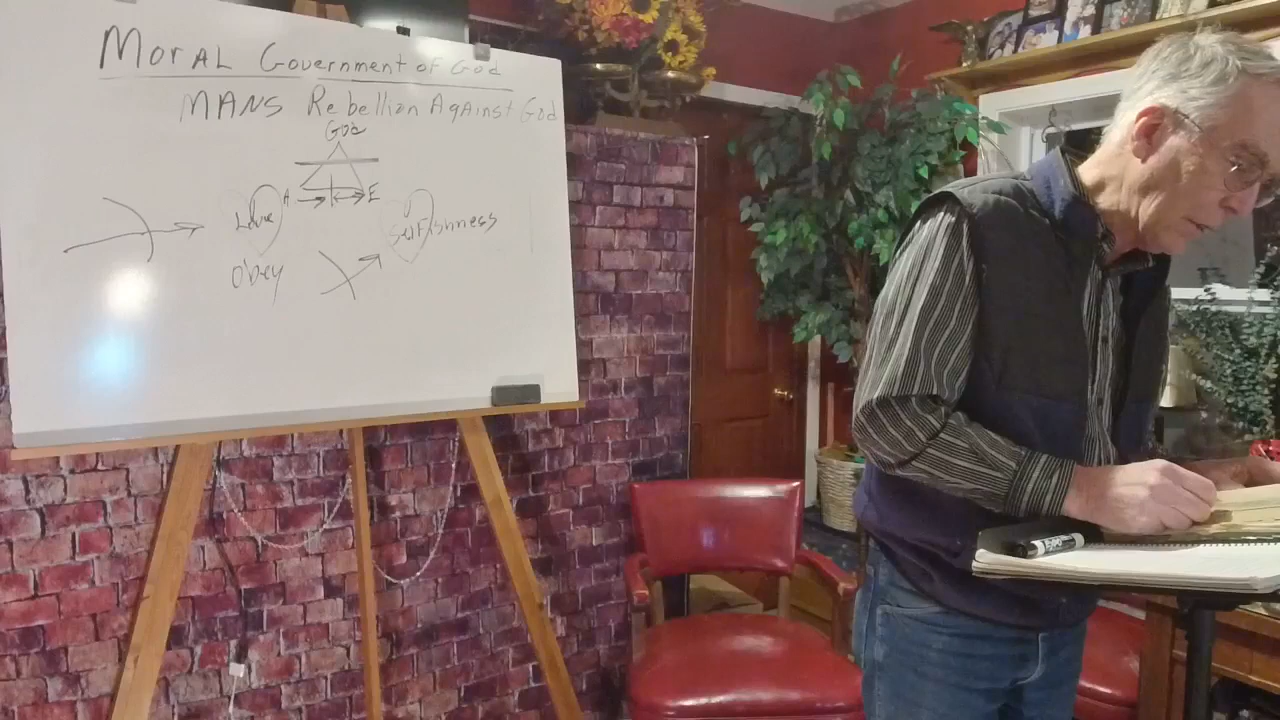 Moral Government of God
MANS Rebellion Against God
God
A E
Love Selfishness
Obey